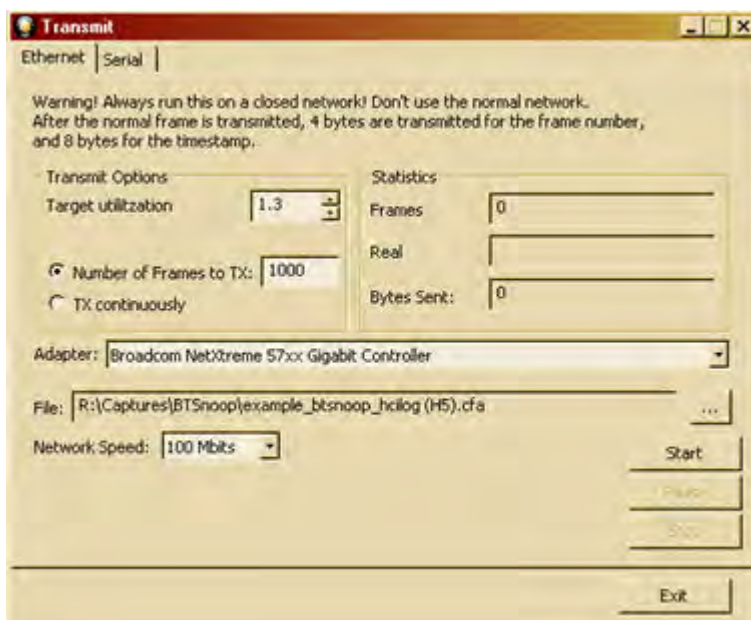 Transmit
Ethernet
Serial
Warning! Always run this on a closed network! Don't use the normal network.
After the normal frame is transmitted, 4 bytes are transmitted for the frame number,
and 8 bytes for the timestamp.
Transmit Options
Target utilitzation
1.3
Number of Frames to TX:
1000
TX continuously
Statistics
Frames
0
Real
Bytes Sent:
0
Adapter:
Broadcom NetXtreme 57xx Gigabit Controller
File:
R:\Captures\BTSnoop\example_btsnoop_hcilog (H5).cfa
...
Network Speed:
100 Mbits
Start
Pause
Stop
Exit